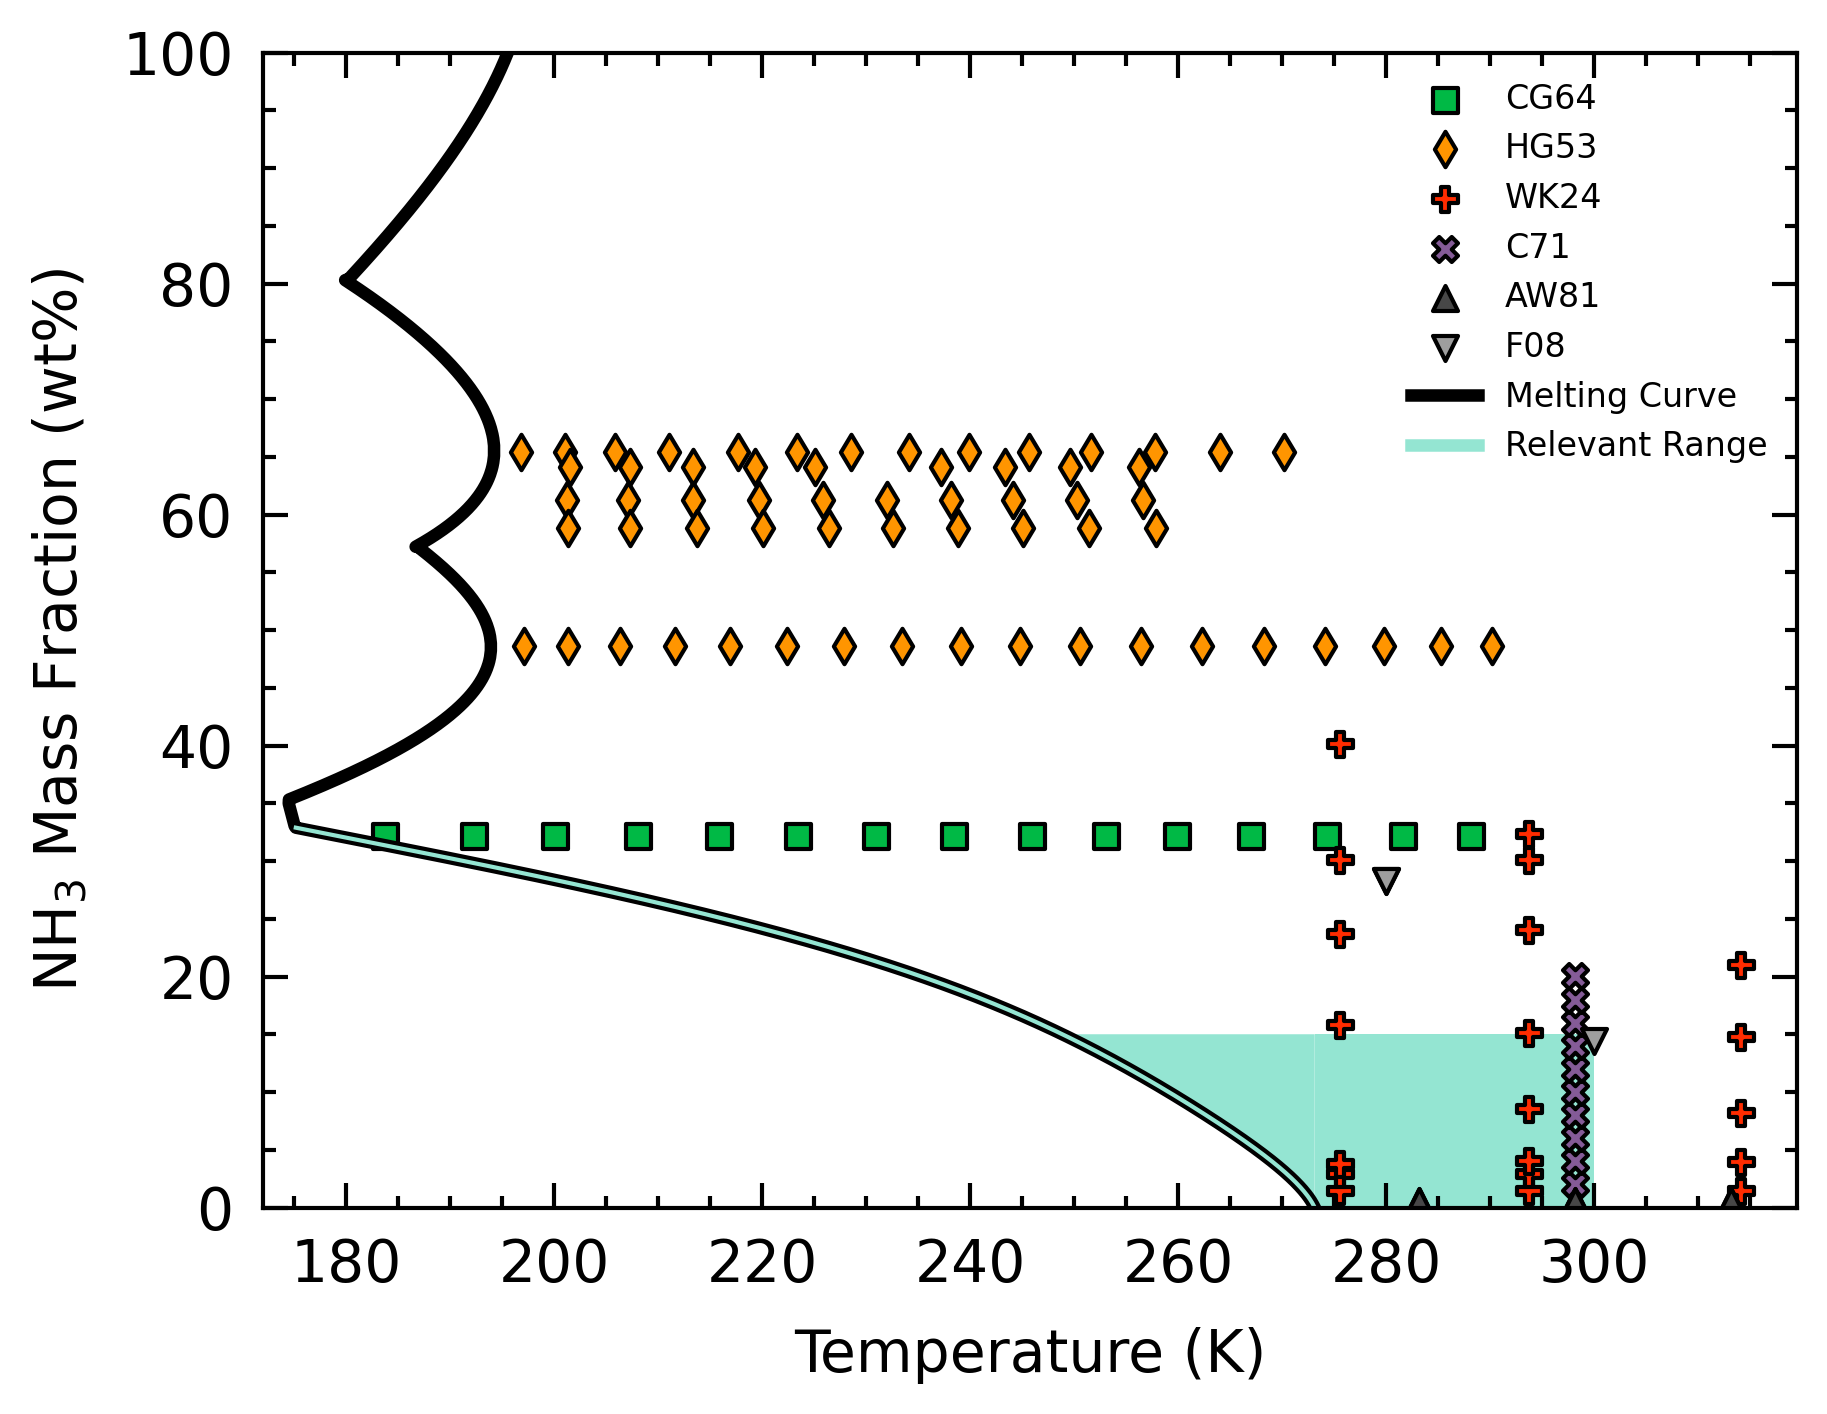 100
80
60
40
20
0
NH3 Mass Fraction (wt%)
CG64
HG53
WK24
C71
AW81
F08
Melting Curve
Relevant Range
180 200 220 240 260 280 300
Temperature (K)